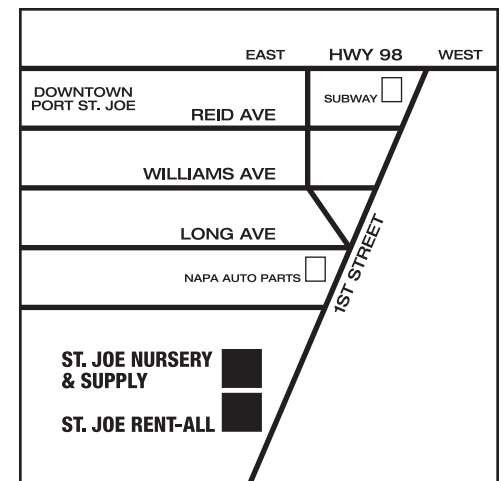 EAST HWY 98 WEST
DOWNTOWN
PORT ST. JOE
SUBWAY
REID AVE
WILLIAMS AVE
LONG AVE
1ST STREET
NAPA AUTO PARTS
ST. JOE NURSERY
& SUPPLY
ST. JOE RENT-ALL